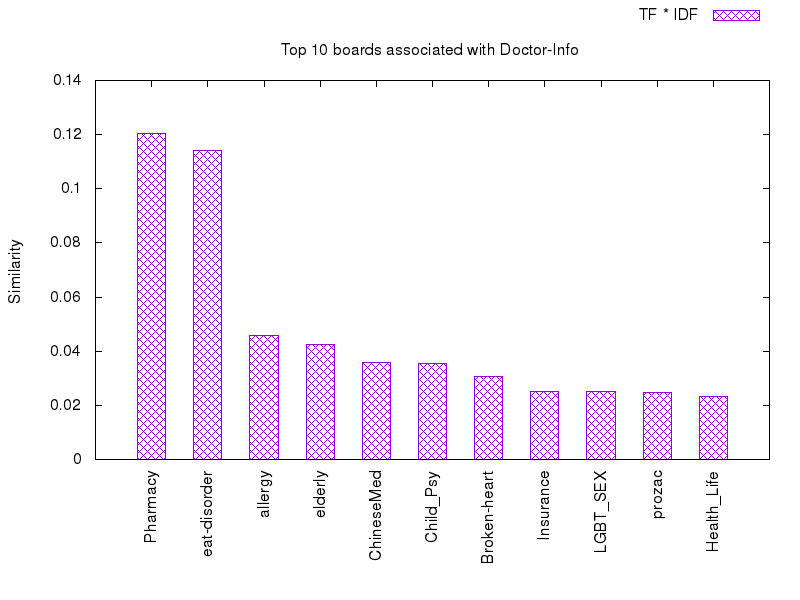 TF * IDF
Top 10 boards associated with Doctor-Info
0.14
0.12
0.1
0.08
0.06
0.04
0.02
0
Similarity
Pharmacy
eat-disorder
allergy
elderly
ChineseMed
Child_Psy
Broken-heart
Insurance
LGBT_SEX
prozac
Health_Life